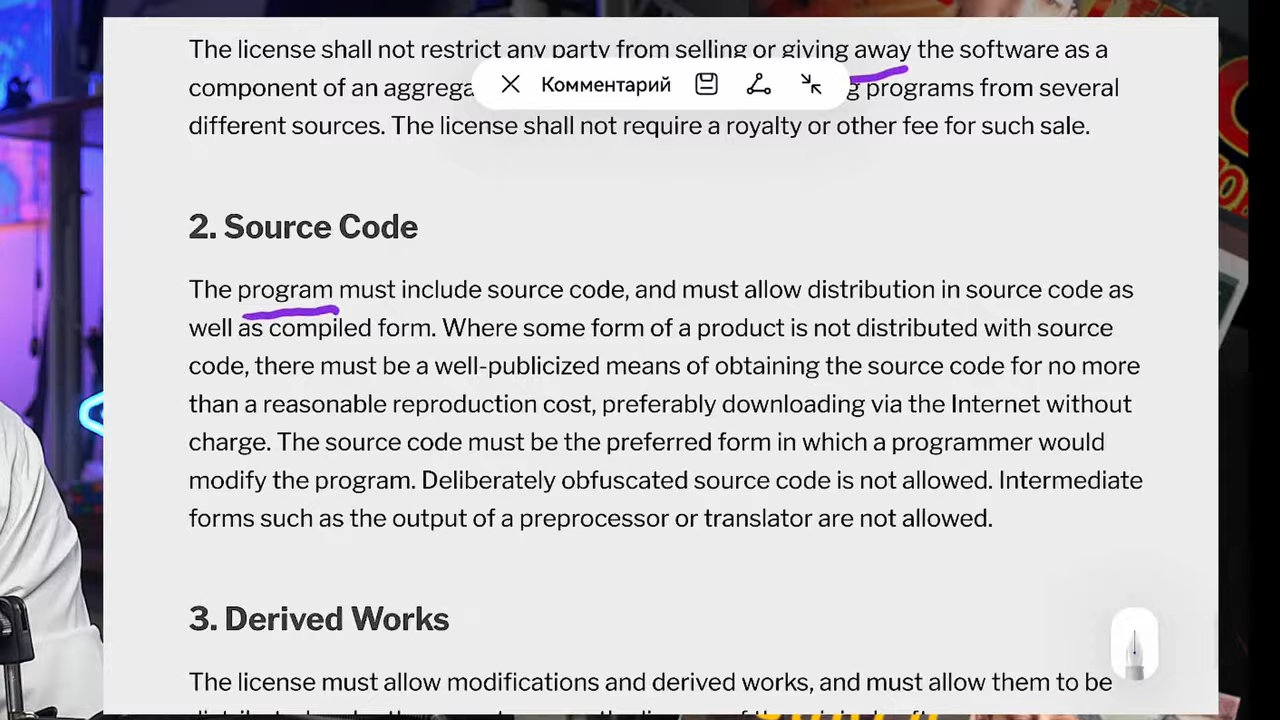 The license shall not restrict any party from selling or giving away the software as a
Комментарий
component of an aggrega programs from several
different sources. The license shall not require a royalty or other fee for such sale.
2. Source Code
The program must include source code, and must allow distribution in source code as
well as compiled form. Where some form of a product is not distributed with source
code, there must be a well-publicized means of obtaining the source code for no more
than a reasonable reproduction cost, preferably downloading via the Internet without
charge. The source code must be the preferred form in which a programmer would
modify the program. Deliberately obfuscated source code is not allowed. Intermediate
forms such as the output of a preprocessor or translator are not allowed.
3. Derived Works
The license must allow modifications and derived works, and must allow them to be